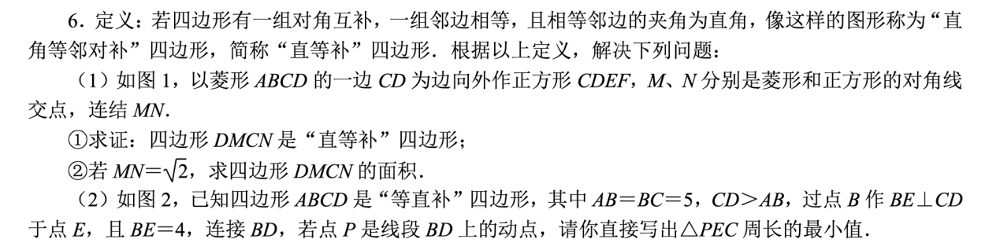 6．定义：若四边形有一组对角互补，一组邻边相等，且相等邻边的夹角为直角，像这样的图形称为“直
角等邻对补”四边形，简称“直等补”四边形．根据以上定义，解决下列问题：
（1）如图 1，以菱形 ABCD 的一边 CD 为边向外作正方形 CDEF，M、N 分别是菱形和正方形的对角线
交点，连结 MN．
①求证：四边形 DMCN 是“直等补”四边形；
②若 MN＝√2，求四边形 DMCN 的面积．
（2）如图 2，已知四边形 ABCD 是“等直补”四边形，其中 AB＝BC＝5，CD＞AB，过点 B 作 BE⊥CD
于点 E，且 BE＝4，连接 BD，若点 P 是线段 BD 上的动点，请你直接写出△PEC 周长的最小值．